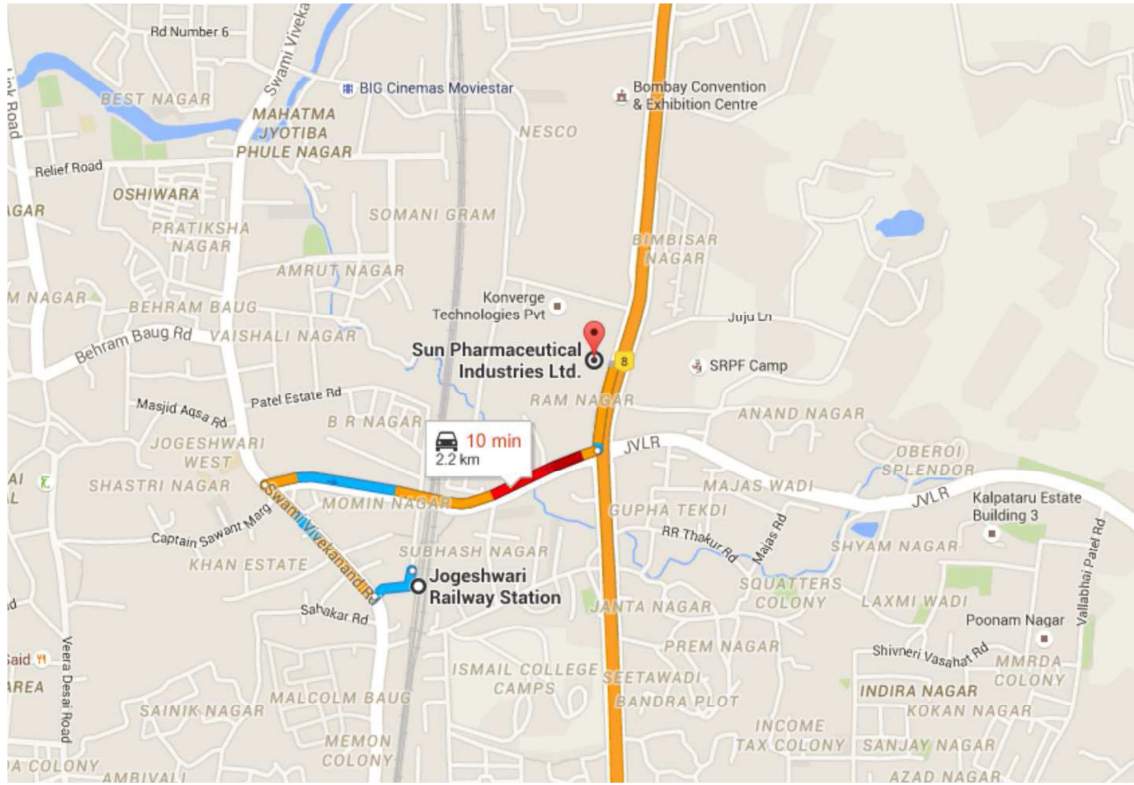 Rd Number 6
Swami Viveka
BIG Cinemas Moviestar
Bombay Convention
& Exhibition Centre
Link Road
BEST NAGAR
MAHATMA
JYOTIBA
PHULE NAGAR
NESCO
Relief Road
OSHIWARA
AGAR
PRATIKSHA
NAGAR
SOMANI GRAM
BIMBISAR
NAGAR
AMRUT NAGAR
M NAGAR
BEHRAM BAUG
Konverge
Technologies Pvt
Juju Ln
Behram Baug Rd
VAISHALI NAGAR
Sun Pharmaceutical
Industries Ltd.
8
SRPF Camp
Patel Estate Rd
Masjid Aqsa Rd
RAM NAGAR
ANAND NAGAR
B R NAGAR
10 min
2.2 km
JVLR
JOGESHWARI
WEST
OBEROI
SPLENDOR
SHASTRI NAGAR
MAJAS WADI
JVLR
Kalpataru Estate
Building 3
MOMIN NAGAR
Swami Vivekanand Rd
Captain Sawant Marg
GUPHA TEKDI
RR Thakur Rd
Majas Rd
SHYAM NAGAR
Vallabhai Patel Rd
KHAN ESTATE
SUBHASH NAGAR
Jogeshwari
Railway Station
SQUATTERS
COLONY
LAXMI WADI
Sahakar Rd
JANTA NAGAR
Poonam Nagar
PREM NAGAR
Shivneri Vasahat Rd
MMRDA
COLONY
Said
AREA
Veera Desai Road
ISMAIL COLLEGE
CAMPS
SEETAWADI
BANDRA PLOT
INDIRA NAGAR
KOKAN NAGAR
MALCOLM BAUG
SAINIK NAGAR
INCOME
TAX COLONY
SANJAY NAGAR
MEMON
COLONY
DA COLONY
AMBIVALI
AZAD NAGAR